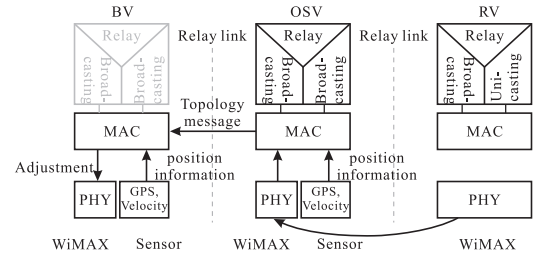 BV
OSV
RV
Relay
Relay link
Relay
Relay link
Relay
Broad-
casting
Broad-
casting
Broad-
casting
Broad-
casting
Broad-
casting
Uni-
casting
Topology
message
MAC
MAC
MAC
Adjustment
position
information
position
information
PHY
GPS,
Velocity
PHY
GPS,
Velocity
PHY
WiMAX
Sensor
WiMAX
Sensor
WiMAX